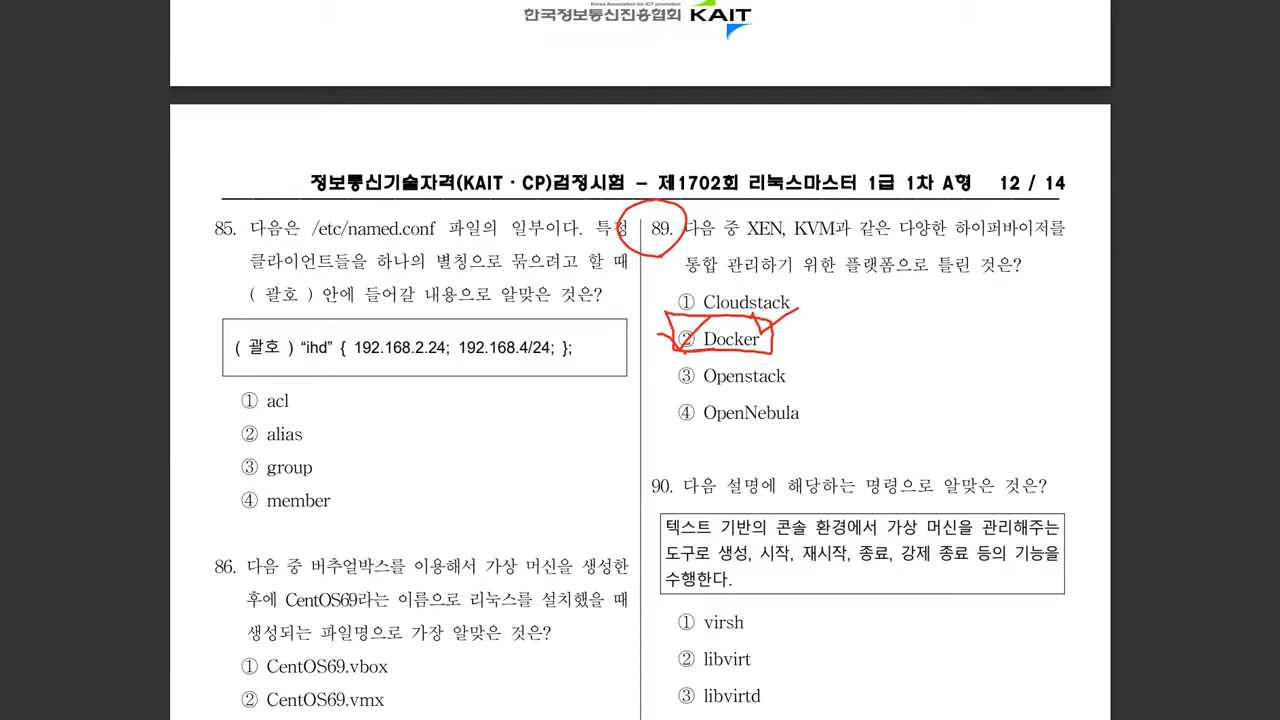 Korea Association for ICT promotion
한국정보통신진흥협회 KAIT
정보통신기술자격(KAIT · CP)검정시험 – 제1702회 리눅스마스터 1급 1차 A형 12 / 14
85. 다음은 /etc/named.conf 파일의 일부이다. 특정
클라이언트들을 하나의 별칭으로 묶으려고 할 때
( 괄호 ) 안에 들어갈 내용으로 알맞은 것은?
( 괄호 ) “ihd” { 192.168.2.24; 192.168.4/24; };
① acl
② alias
③ group
④ member
86. 다음 중 버추얼박스를 이용해서 가상 머신을 생성한
후에 CentOS69라는 이름으로 리눅스를 설치했을 때
생성되는 파일명으로 가장 알맞은 것은?
① CentOS69.vbox
② CentOS69.vmx
89. 다음 중 XEN, KVM과 같은 다양한 하이퍼바이저를
통합 관리하기 위한 플랫폼으로 틀린 것은?
① Cloudstack
② Docker
③ Openstack
④ OpenNebula
90. 다음 설명에 해당하는 명령으로 알맞은 것은?
텍스트 기반의 콘솔 환경에서 가상 머신을 관리해주는
도구로 생성, 시작, 재시작, 종료, 강제 종료 등의 기능을
수행한다.
① virsh
② libvirt
③ libvirtd